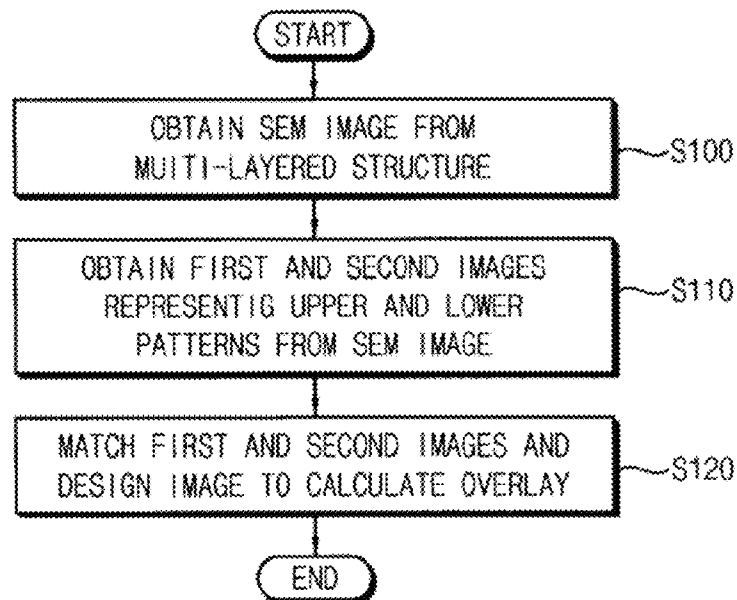 START
OBTAIN SEM IMAGE FROM
MUITI-LAYERED STRUCTURE
S100
OBTAIN FIRST AND SECOND IMAGES
REPRESENTIG UPPER AND LOWER
PATTERNS FROM SEM IMAGE
S110
MATCH FIRST AND SECOND IMAGES AND
DESIGN IMAGE TO CALCULATE OVERLAY
S120
END